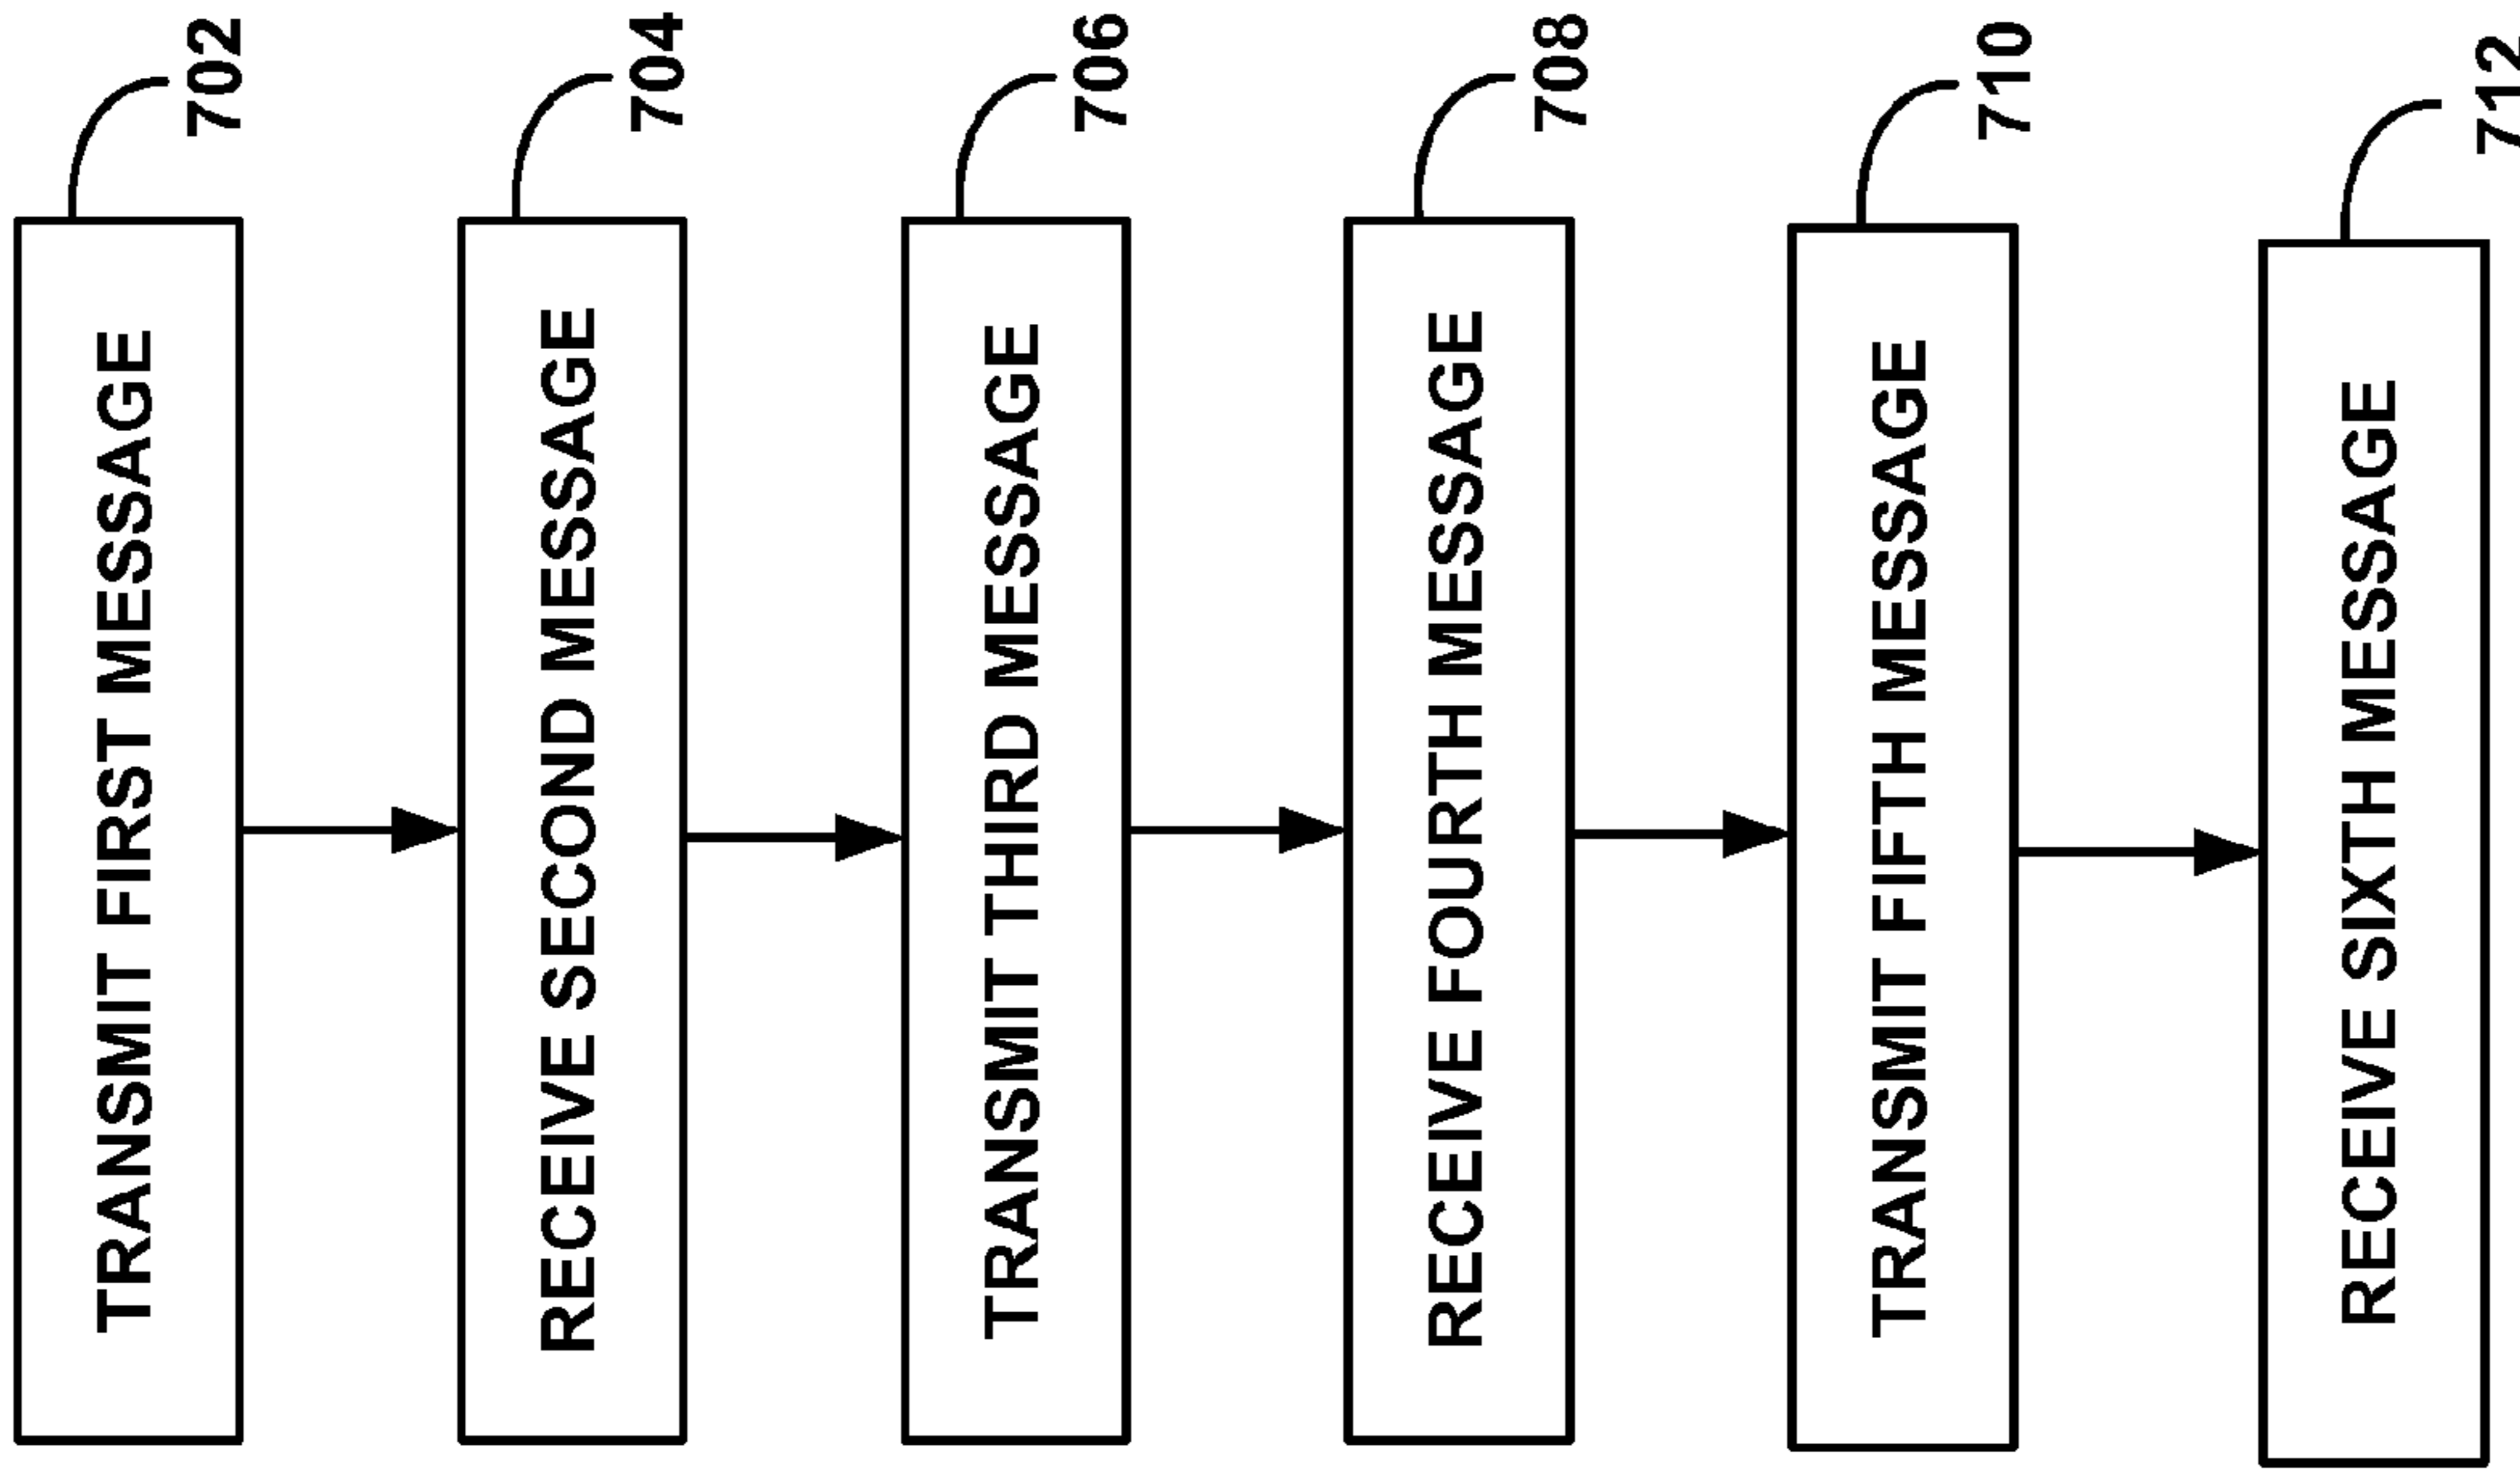 TRANSMIT FIRST MESSAGE
702
RECEIVE SECOND MESSAGE
704
TRANSMIT THIRD MESSAGE
706
RECEIVE FOURTH MESSAGE
708
TRANSMIT FIFTH MESSAGE
710
RECEIVE SIXTH MESSAGE
712